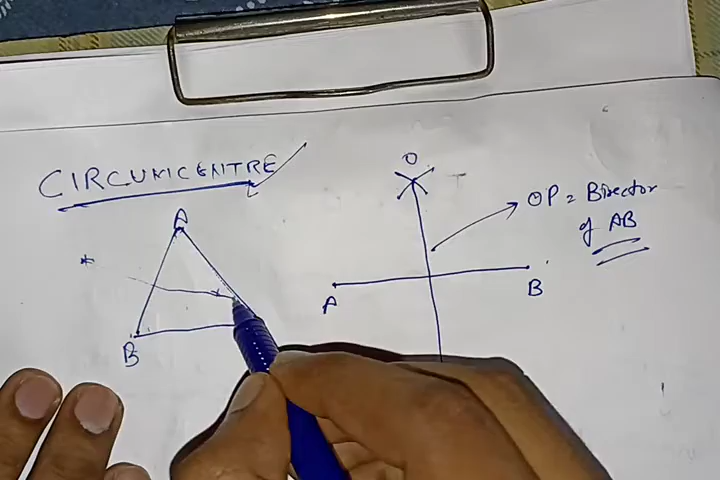 CIRCUMCENTRE
A
B
O
A
B
OP = Bisector
of AB